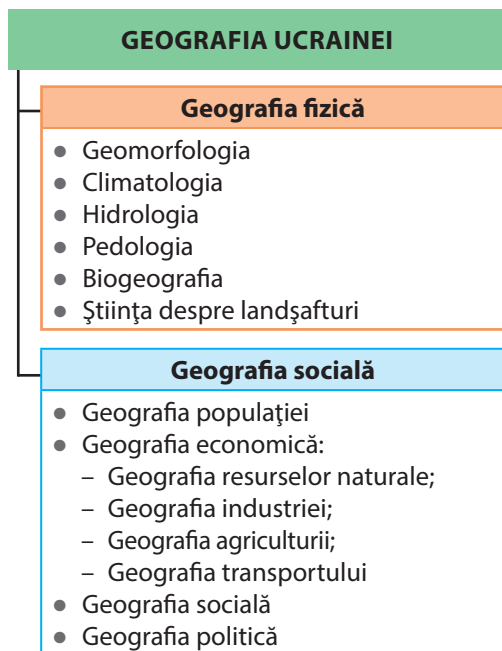 GEOGRAFIA UCRAINEI
Geografia fizică
● Geomorfologia
● Climatologia
● Hidrologia
● Pedologia
● Biogeografia
● Ştiinţa despre landşafturi
Geografia socială
● Geografia populaţiei
● Geografia economică:
– Geografia resurselor naturale;
– Geografia industriei;
– Geografia agriculturii;
– Geografia transportului
● Geografia socială
● Geografia politică